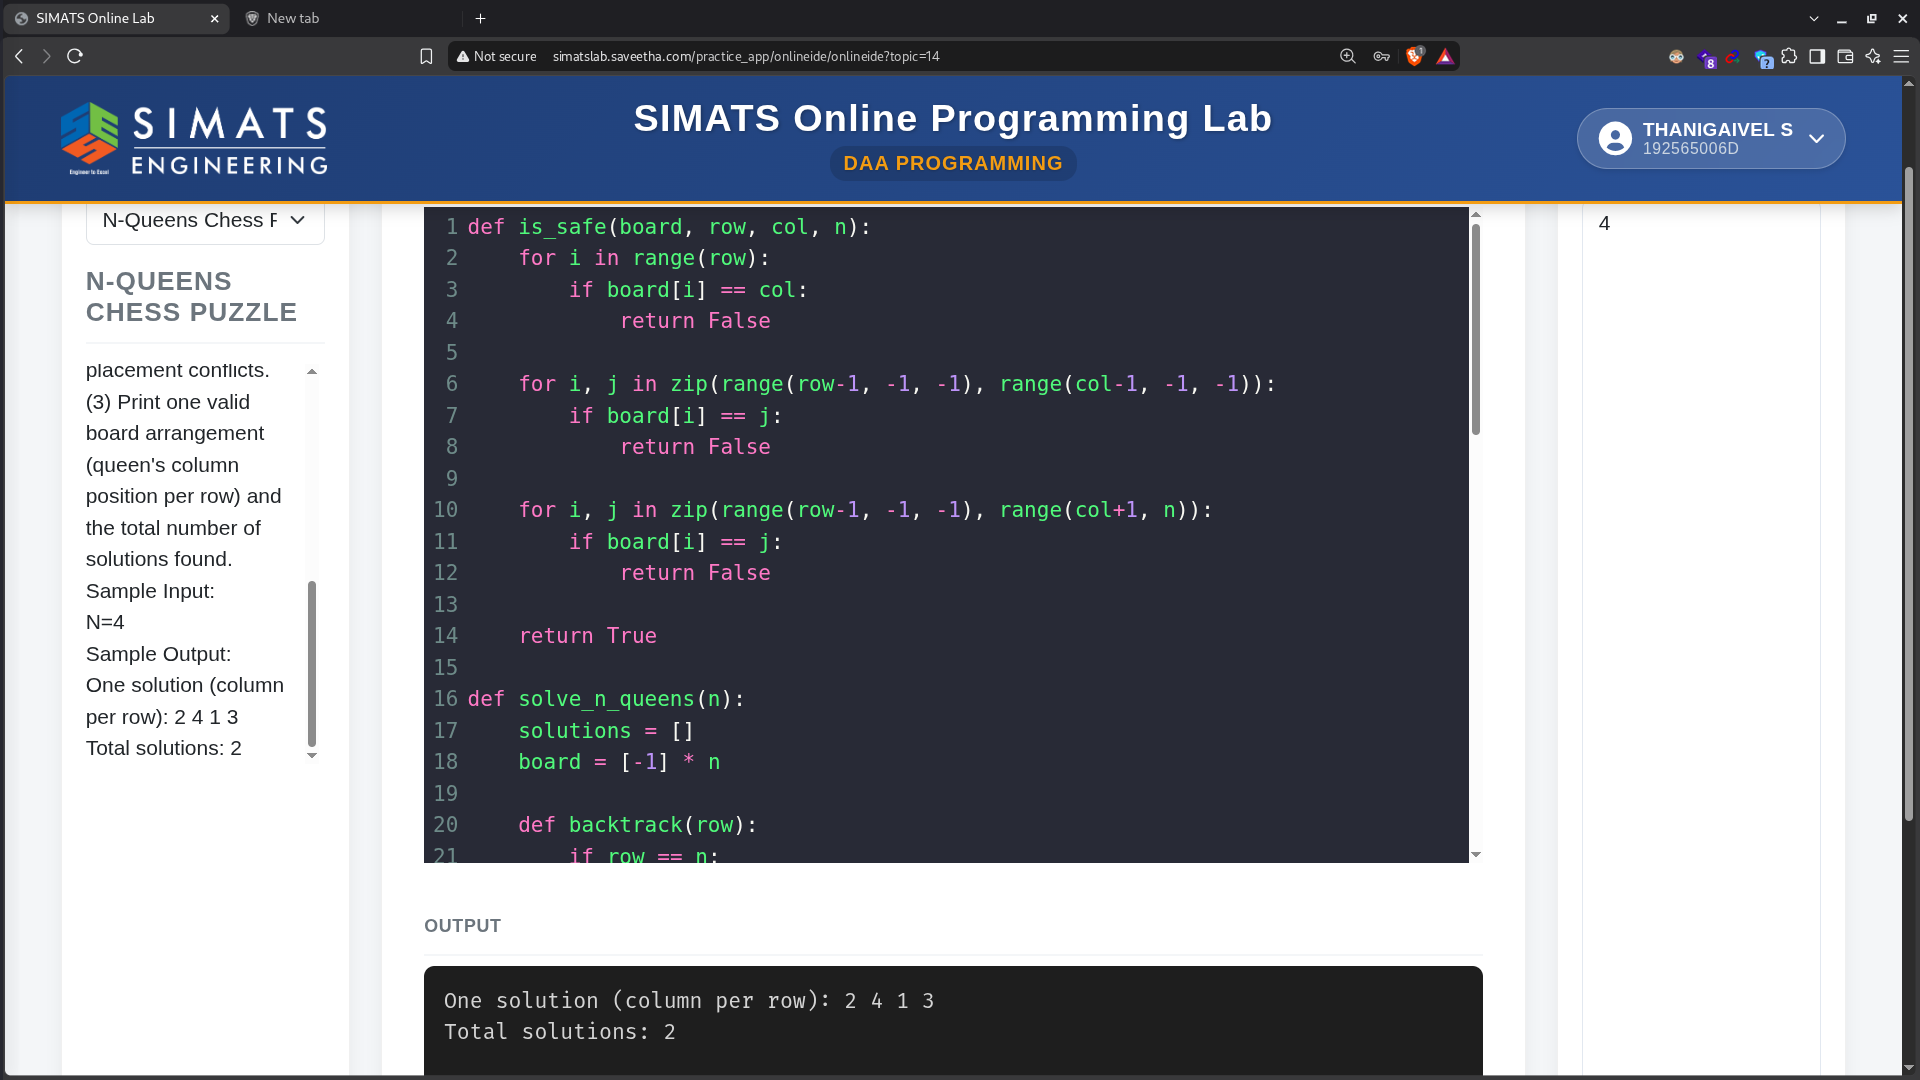 SIMATS Online Lab
New tab
Not secure simatslab.saveetha.com/practice_app/onlineide/onlineide?topic=14
1
8
?
SIMATS
ENGINEERING
Engineer to Excel
SIMATS Online Programming Lab
DAA PROGRAMMING
THANIGAIVEL S
192565006D
N-Queens Chess P
N-QUEENS
CHESS PUZZLE
placement conflicts.
(3) Print one valid
board arrangement
(queen's column
position per row) and
the total number of
solutions found.
Sample Input:
N=4
Sample Output:
One solution (column
per row): 2 4 1 3
Total solutions: 2
1 def is_safe(board, row, col, n):
2     for i in range(row):
3         if board[i] == col:
4             return False
5
6     for i, j in zip(range(row-1, -1, -1), range(col-1, -1, -1)):
7         if board[i] == j:
8             return False
9
10     for i, j in zip(range(row-1, -1, -1), range(col+1, n)):
11         if board[i] == j:
12             return False
13
14     return True
15
16 def solve_n_queens(n):
17     solutions = []
18     board = [-1] * n
19
20     def backtrack(row):
21         if row == n:
OUTPUT
One solution (column per row): 2 4 1 3
Total solutions: 2
4